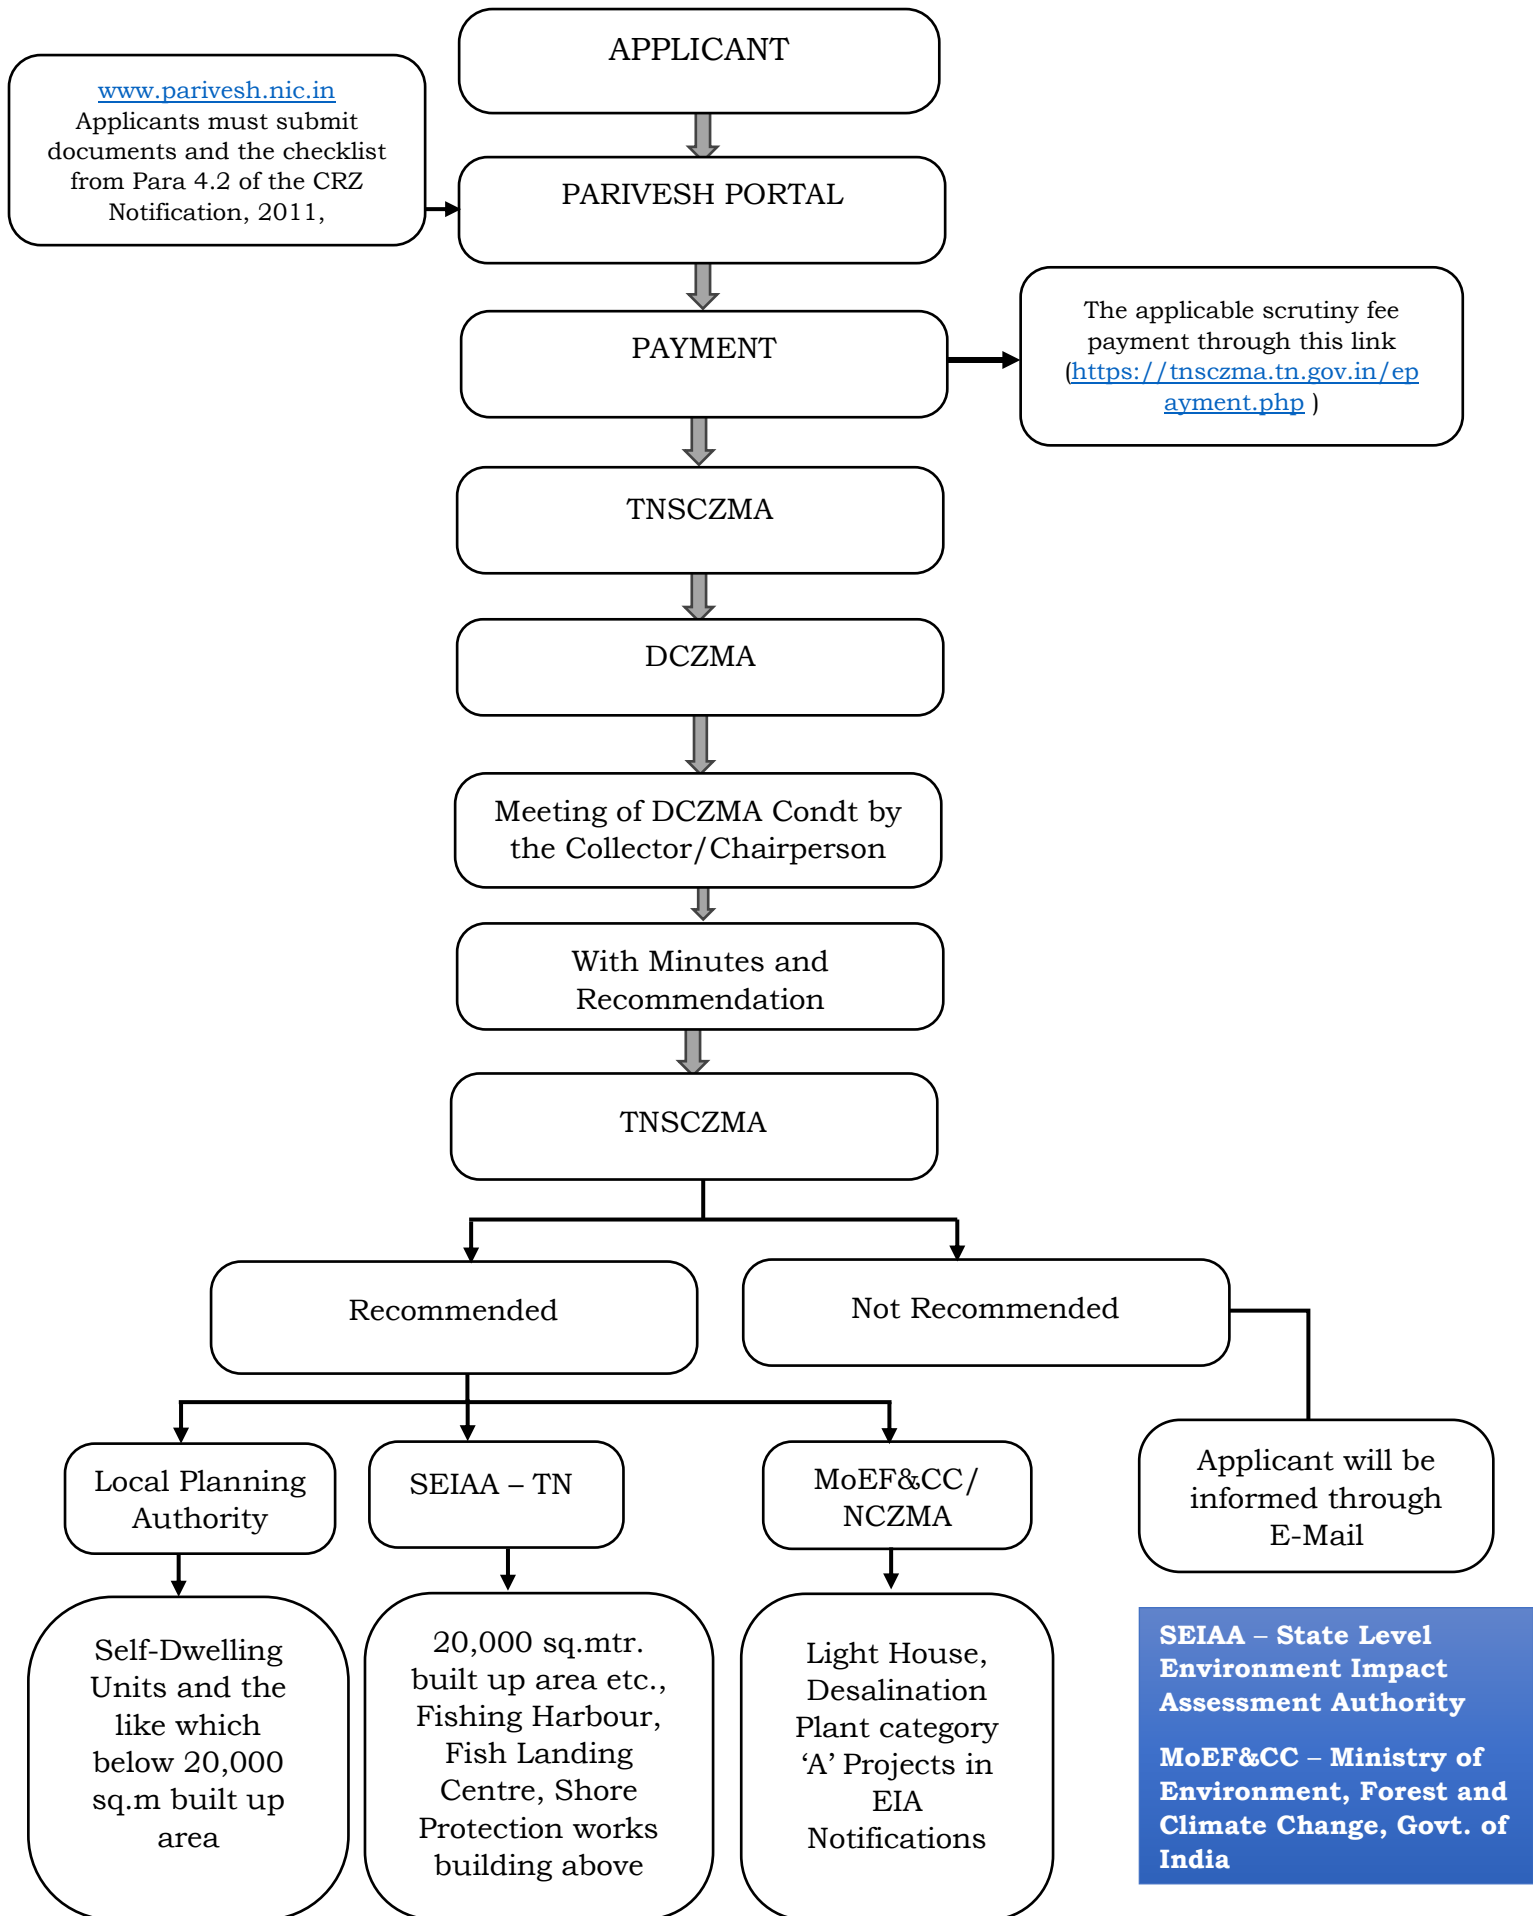 APPLICANT
www.parivesh.nic.in
Applicants must submit
documents and the checklist
from Para 4.2 of the CRZ
Notification, 2011,
PARIVESH PORTAL
PAYMENT
The applicable scrutiny fee
payment through this link
(https://tnsczma.tn.gov.in/ep
ayment.php )
TNSCZMA
DCZMA
Meeting of DCZMA Condt by
the Collector/Chairperson
With Minutes and
Recommendation
TNSCZMA
Recommended
Not Recommended
Local Planning
Authority
SEIAA – TN
MoEF&CC/
NCZMA
Applicant will be
informed through
E-Mail
Self-Dwelling
Units and the
like which
below 20,000
sq.m built up
area
20,000 sq.mtr.
built up area etc.,
Fishing Harbour,
Fish Landing
Centre, Shore
Protection works
building above
Light House,
Desalination
Plant category
‘A’ Projects in
EIA
Notifications
SEIAA – State Level
Environment Impact
Assessment Authority
MoEF&CC – Ministry of
Environment, Forest and
Climate Change, Govt. of
India